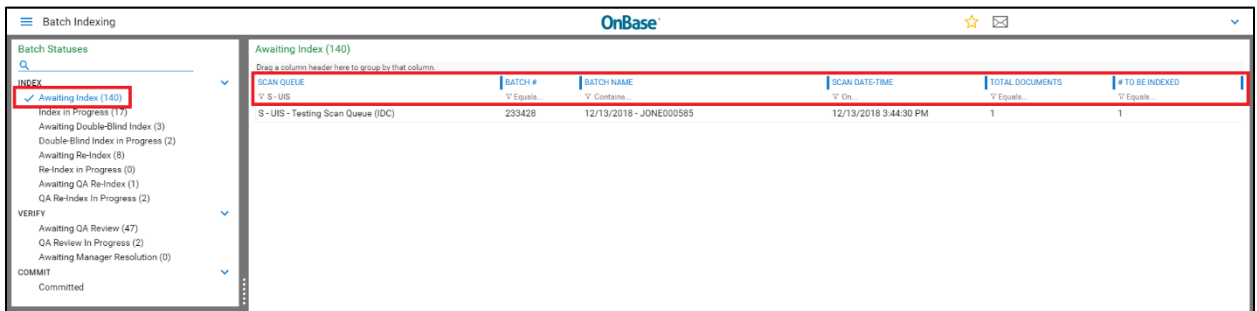 Batch Indexing
OnBase
Batch Statuses
INDEX
Awaiting Index (140)
Index in Progress (17)
Awaiting Double-Blind Index (3)
Double-Blind Index in Progress (2)
Awaiting Re-Index (8)
Re-Index in Progress (0)
Awaiting QA Re-Index (1)
QA Re-Index In Progress (2)
VERIFY
Awaiting QA Review (47)
QA Review In Progress (2)
Awaiting Manager Resolution (0)
COMMIT
Committed
Awaiting Index (140)
Drag a column header here to group by that column.
SCAN QUEUE BATCH # BATCH NAME SCAN DATE-TIME TOTAL DOCUMENTS # TO BE INDEXED
S - UIS Equals... Contains... On... Equals... Equals...
S - UIS - Testing Scan Queue (IDC) 233428 12/13/2018 - JONE000585 12/13/2018 3:44:30 PM 1 1